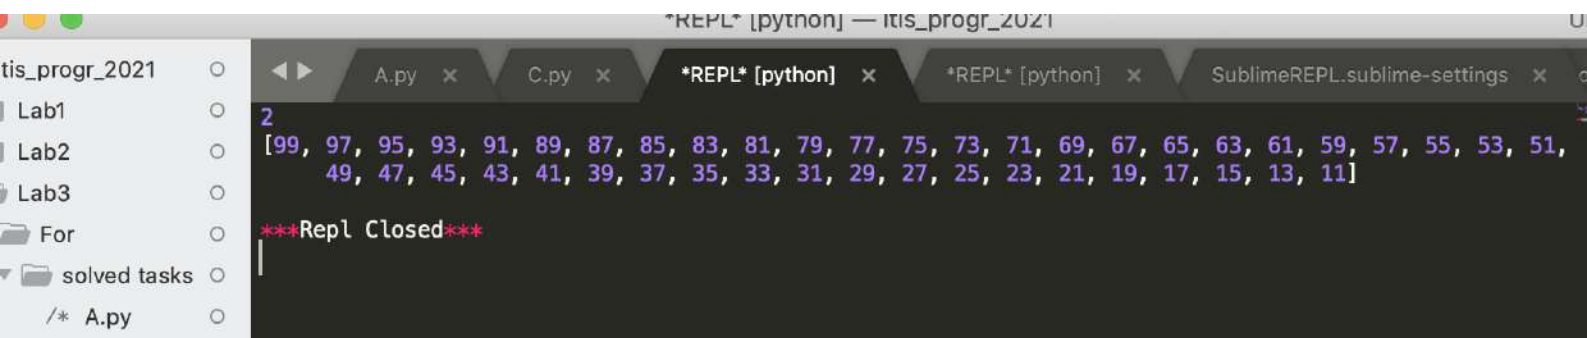 *REPL* [python] — itis_progr_2021
tis_progr_2021
Lab1
Lab2
Lab3
For
solved tasks
/* A.py
A.py × C.py × *REPL* [python] × *REPL* [python] × SublimeREPL.sublime-settings ×
2
[99, 97, 95, 93, 91, 89, 87, 85, 83, 81, 79, 77, 75, 73, 71, 69, 67, 65, 63, 61, 59, 57, 55, 53, 51,
49, 47, 45, 43, 41, 39, 37, 35, 33, 31, 29, 27, 25, 23, 21, 19, 17, 15, 13, 11]
***Repl Closed***